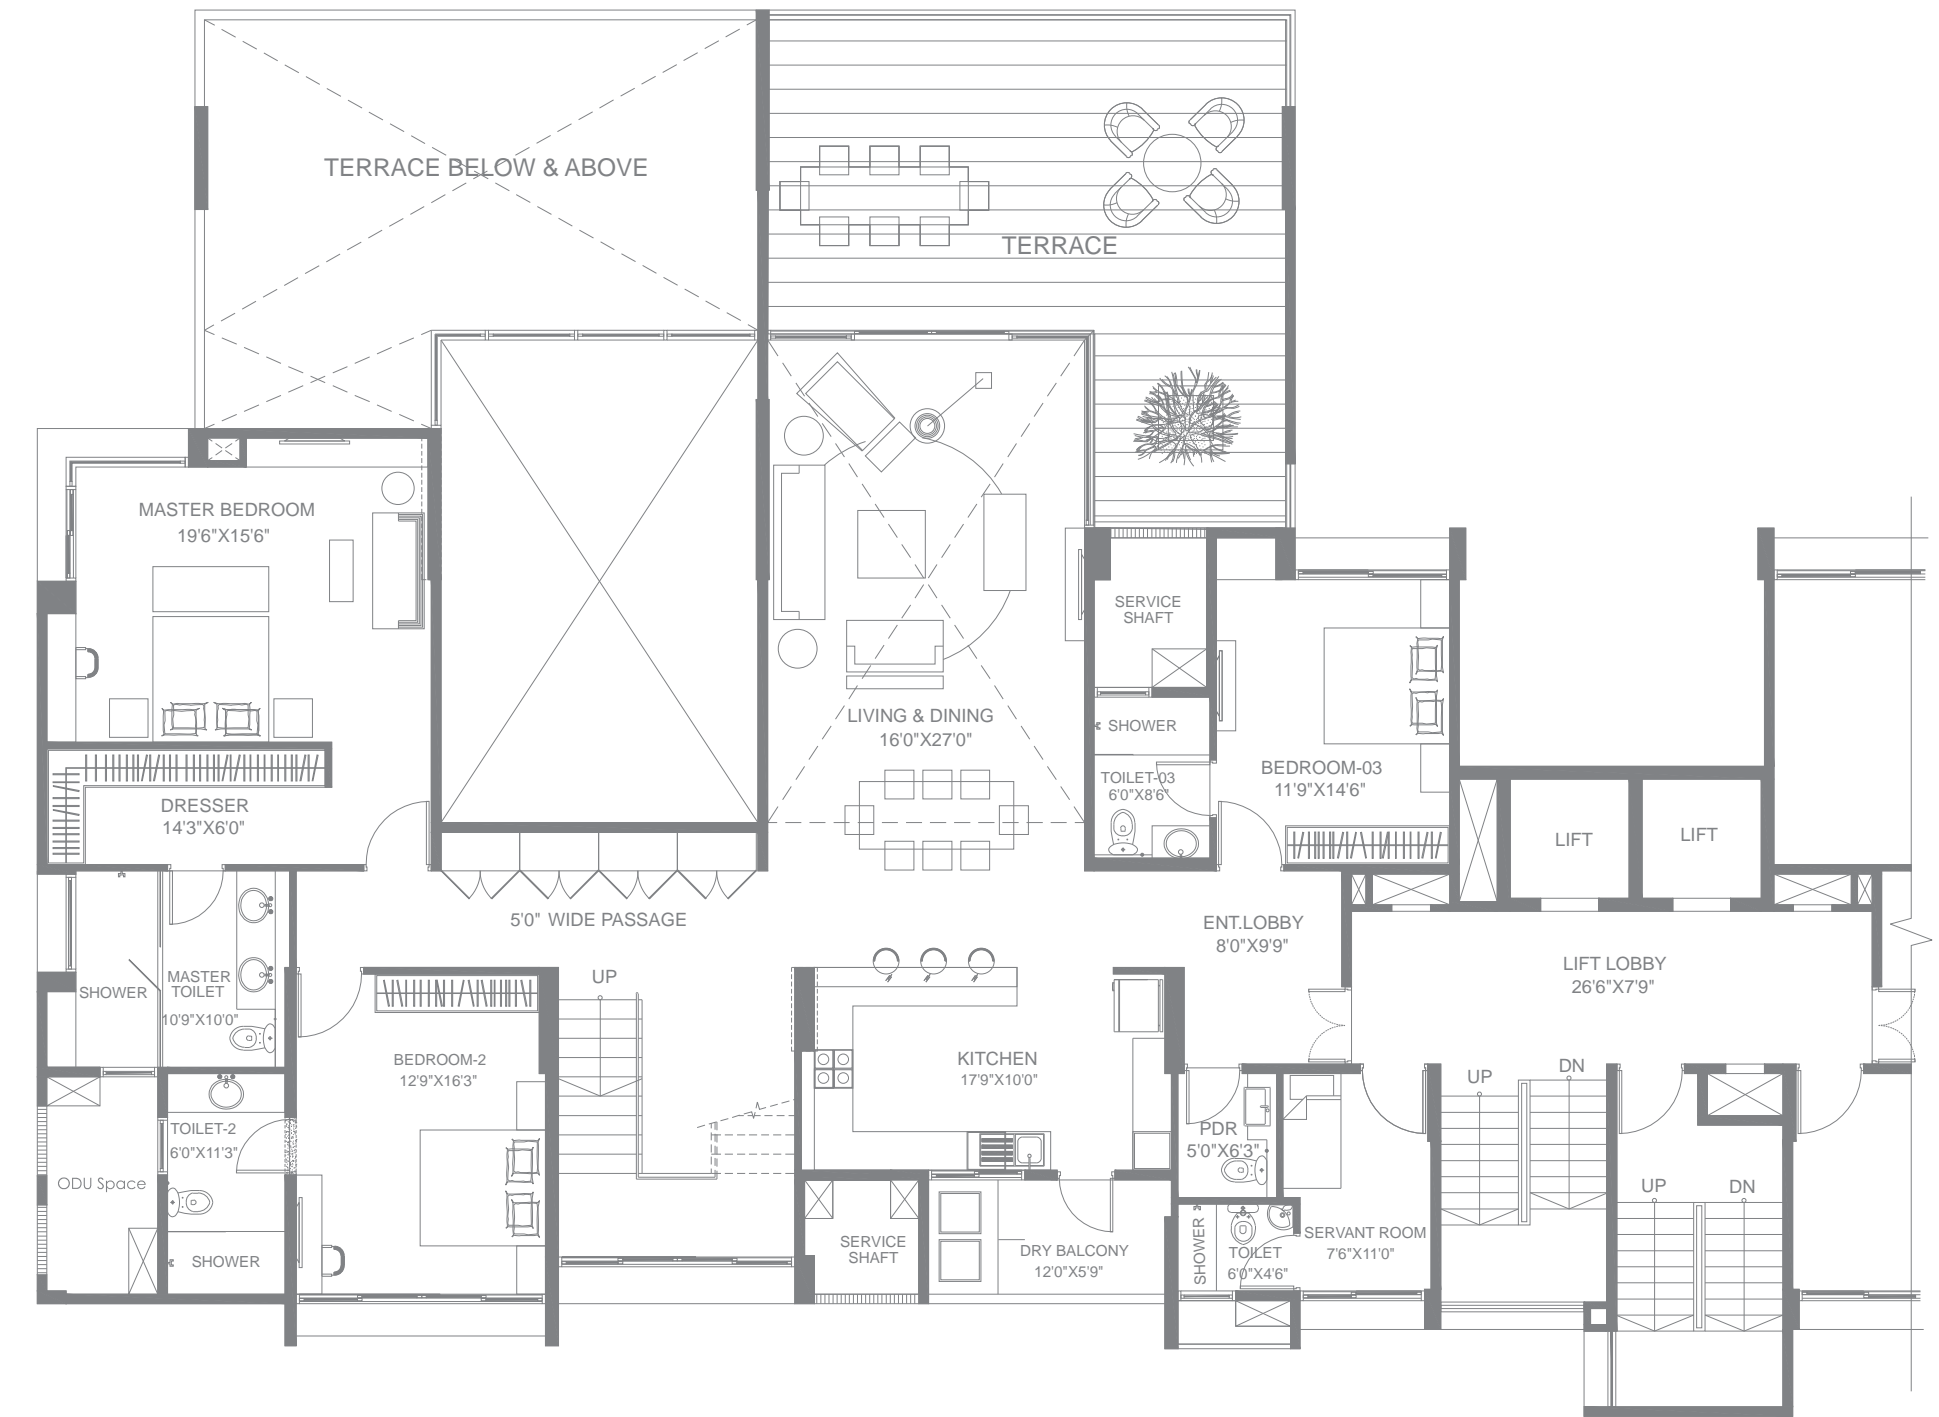 TERRACE BELOW & ABOVE
TERRACE
MASTER BEDROOM
19'6"X15'6"
SERVICE
SHAFT
LIVING & DINING
16'0"X27'0"
SHOWER
TOILET-03
6'0"X8'6"
BEDROOM-03
11'9"X14'6"
DRESSER
14'3"X6'0"
LIFT
LIFT
5'0" WIDE PASSAGE
ENT.LOBBY
8'0"X9'9"
LIFT LOBBY
26'6"X7'9"
UP
SHOWER
MASTER
TOILET
10'9"X10'0"
BEDROOM-2
12'9"X16'3"
KITCHEN
17'9"X10'0"
UP
DN
TOILET-2
6'0"X11'3"
PDR
5'0"X6'3"
ODU Space
UP
DN
SHOWER
SERVICE
SHAFT
DRY BALCONY
12'0"X5'9"
SHOWER
TOILET
6'0"X4'6"
SERVANT ROOM
7'6"X11'0"